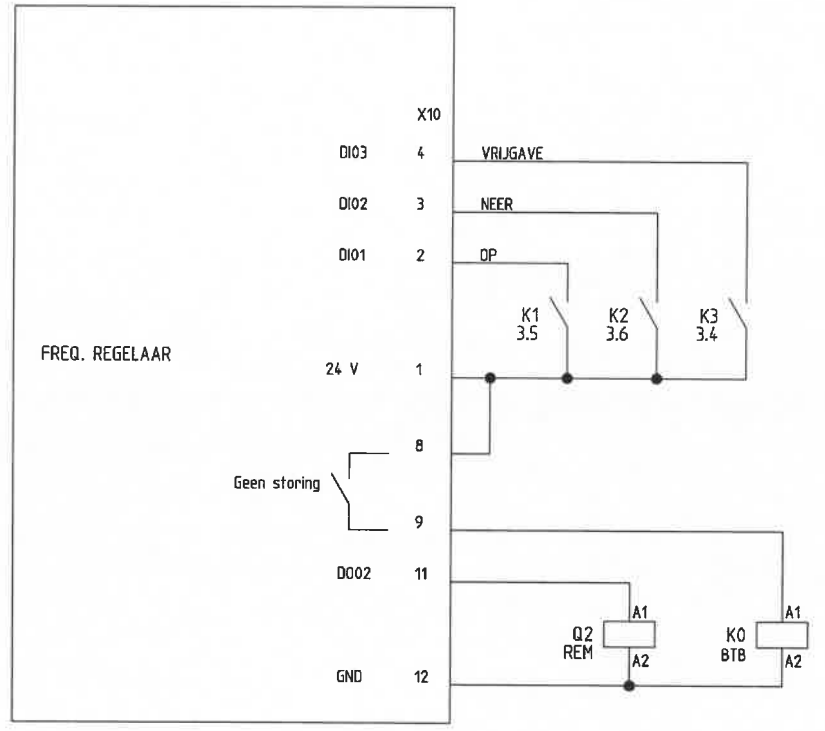 X10
DIO3 4 VRIJGAVE
DIO2 3 NEER
DIO1 2 OP
K1 K2 K3
3.5 3.6 3.4
FREQ. REGELAAR
24 V 1
8
Geen storing
9
DO02 11
A1 A1
Q2 K0
REM BTB
A2 A2
GND 12